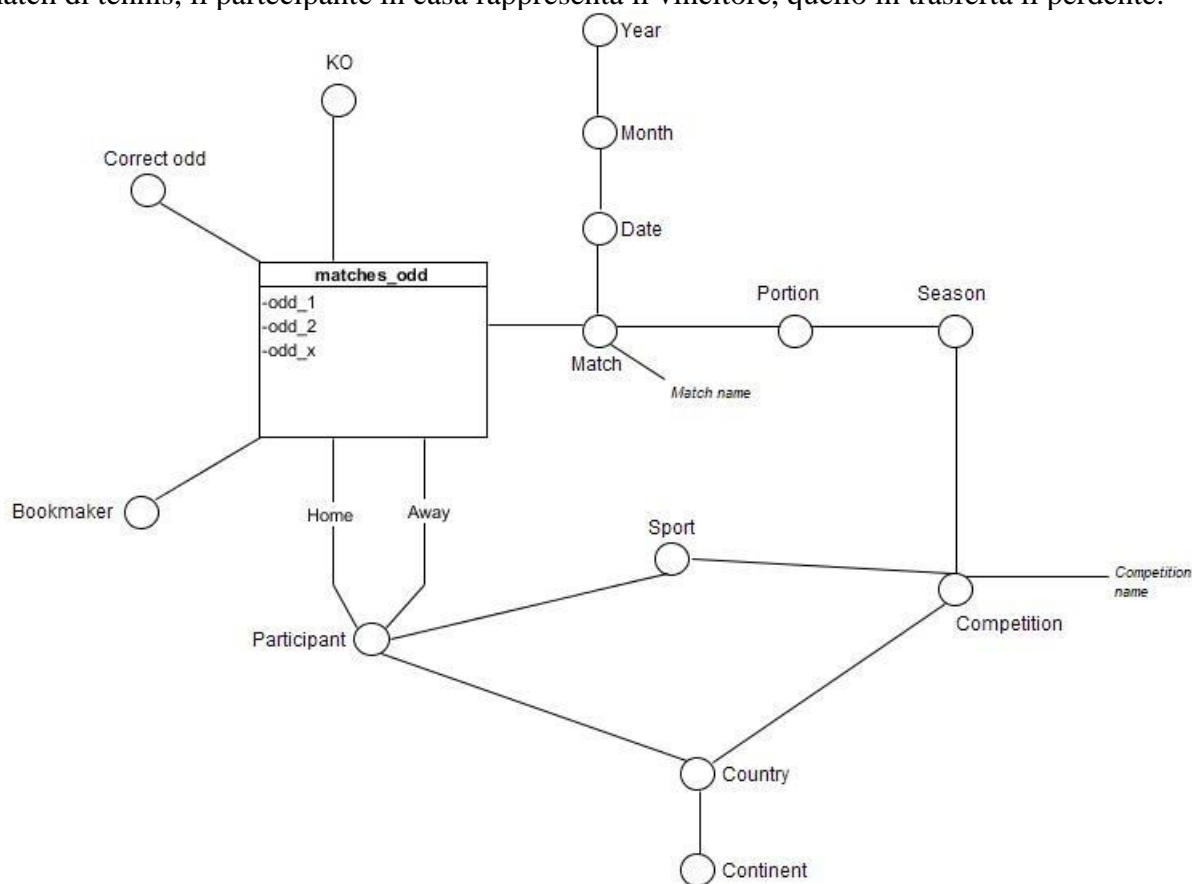 match di tennis, il partecipante in casa rappresenta il vincitore, quello in trasferta il perdente.
Year
KO
Month
Correct odd
Date
matches_odd
-odd_1
-odd_2
-odd_x
Portion
Season
Match
Match name
Bookmaker
Home
Away
Sport
Competition
name
Competition
Participant
Country
Continent